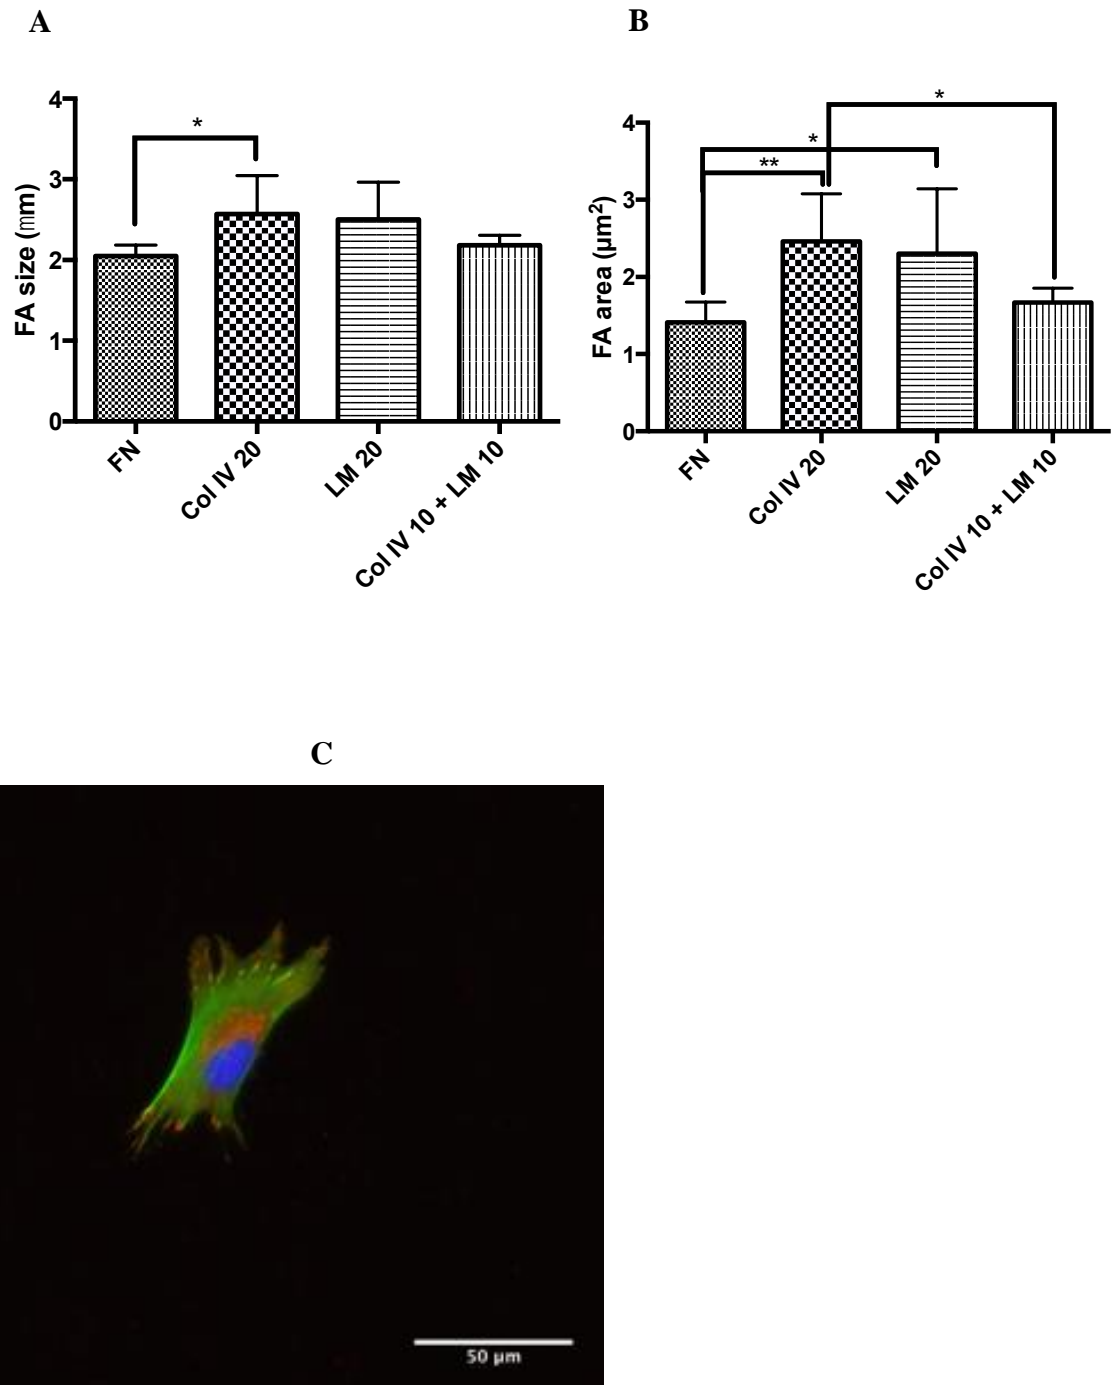 A
B
4
3
2
1
0
FA size (mm)
*
FN
Col IV 20
LM 20
Col IV 10 + LM 10
4
3
2
1
0
FA area (µm²)
*
*
**
FN
Col IV 20
LM 20
Col IV 10 + LM 10
C
50 µm